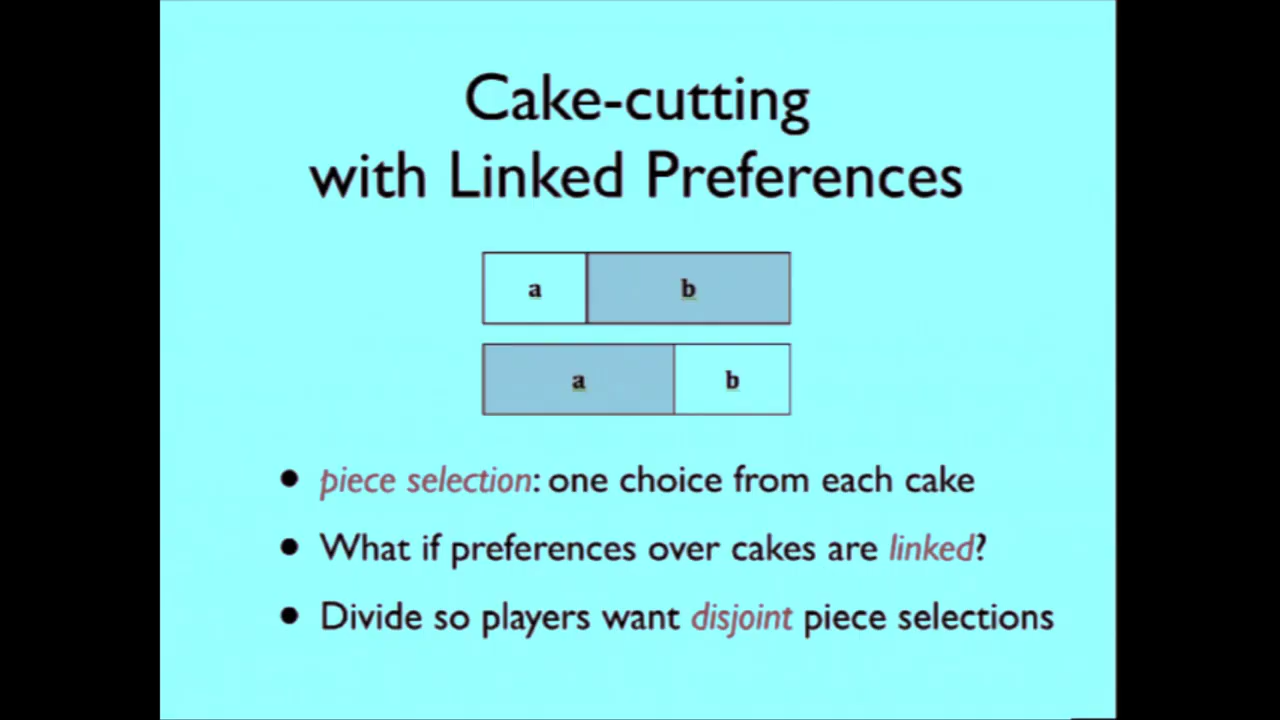 Cake-cutting
with Linked Preferences
a b
a b
• piece selection: one choice from each cake
• What if preferences over cakes are linked?
• Divide so players want disjoint piece selections